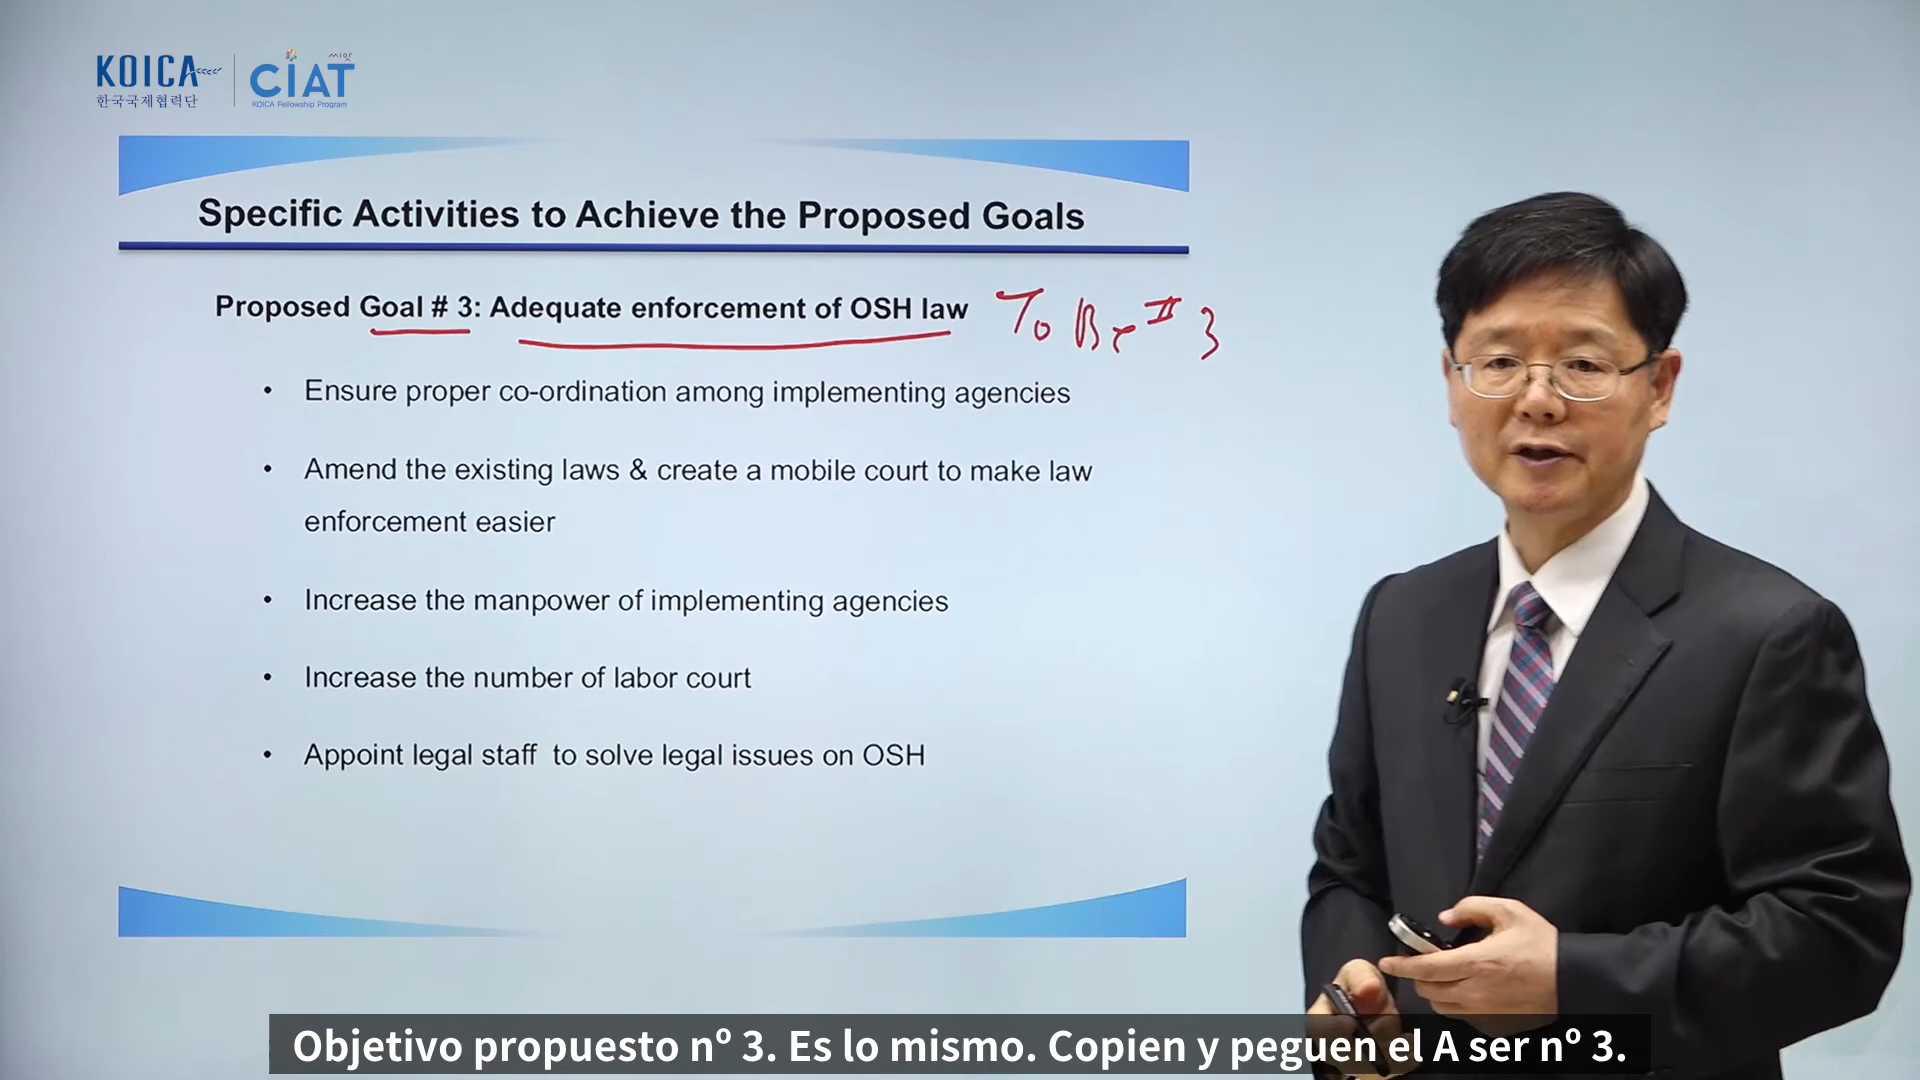 KOICA
한국국제협력단
CIAT
KOICA Fellowship Program
Specific Activities to Achieve the Proposed Goals
Proposed Goal # 3: Adequate enforcement of OSH law To Be # 3
• Ensure proper co-ordination among implementing agencies
• Amend the existing laws & create a mobile court to make law
enforcement easier
• Increase the manpower of implementing agencies
• Increase the number of labor court
• Appoint legal staff to solve legal issues on OSH
Objetivo propuesto nº 3. Es lo mismo. Copien y peguen el A ser nº 3.